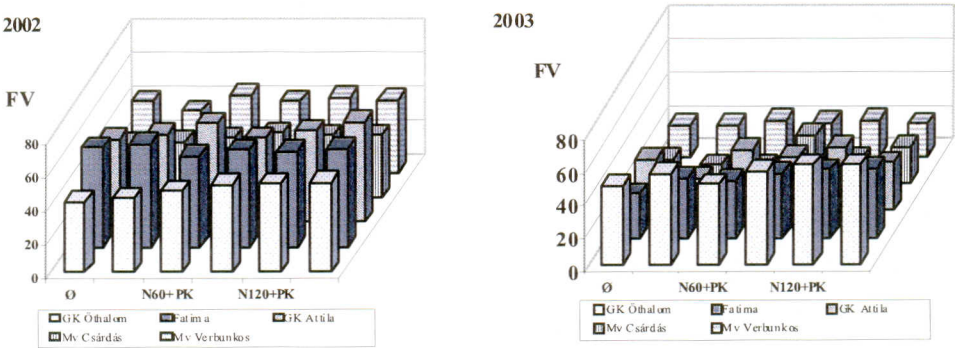 2002
FV
80
60
40
20
0
Ø N60+PK N120+PK
GK Öthalom Fatima GK Attila
Mv Csárdás Mv Verbunkos
2003
FV
80
60
40
20
0
Ø N60+PK N120+PK
GK Öthalom Fatima GK Attila
Mv Csárdás Mv Verbunkos